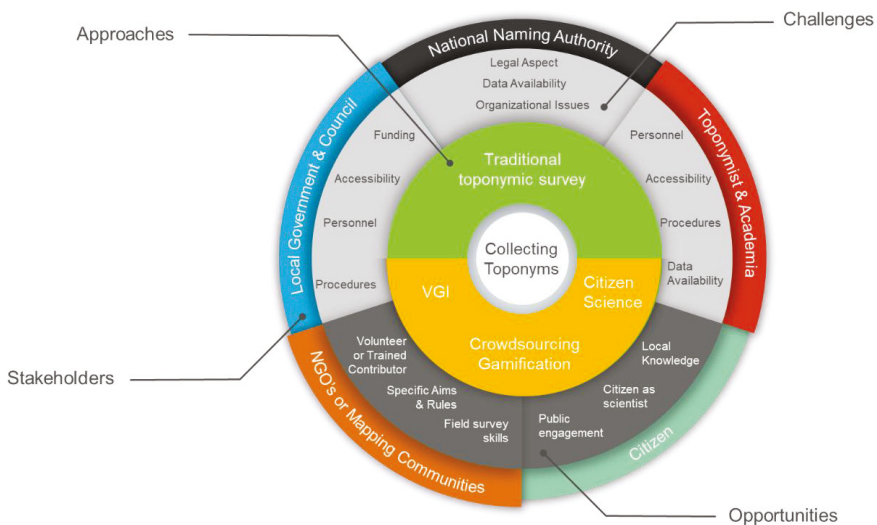 Approaches
Challenges
National Naming Authority
Legal Aspect
Data Availability
Organizational Issues
Local Government & Council
Funding
Accessibility
Personnel
Procedures
Toponymist & Academia
Personnel
Accessibility
Procedures
Data
Availability
Traditional
toponymic survey
Collecting
Toponyms
VGI
Citizen
Science
Crowdsourcing
Gamification
Stakeholders
NGO's or Mapping Communities
Volunteer
or Trained
Contributor
Specific Aims
& Rules
Field survey
skills
Local
Knowledge
Citizen as
scientist
Public
engagement
Citizen
Opportunities